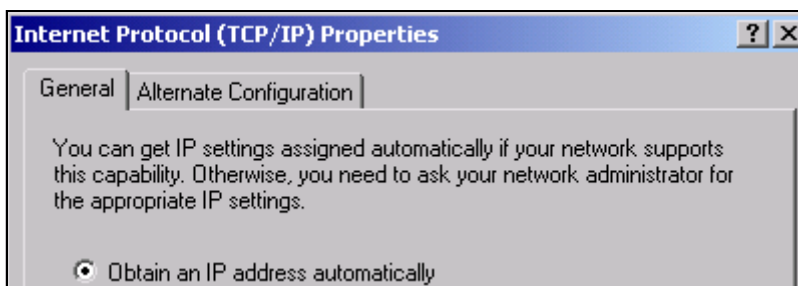 Internet Protocol (TCP/IP) Properties
General Alternate Configuration
You can get IP settings assigned automatically if your network supports
this capability. Otherwise, you need to ask your network administrator for
the appropriate IP settings.
Obtain an IP address automatically